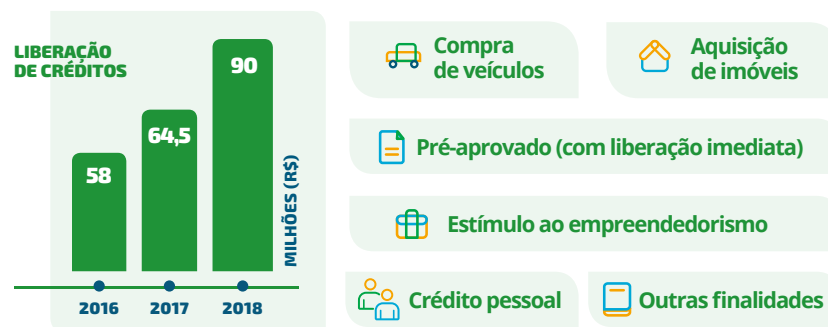 LIBERAÇÃO
DE CRÉDITOS
58
64,5
90
MILHÕES (R$)
2016
2017
2018
Compra
de veículos
Aquisição
de imóveis
Pré-aprovado (com liberação imediata)
Estímulo ao empreendedorismo
Crédito pessoal
Outras finalidades